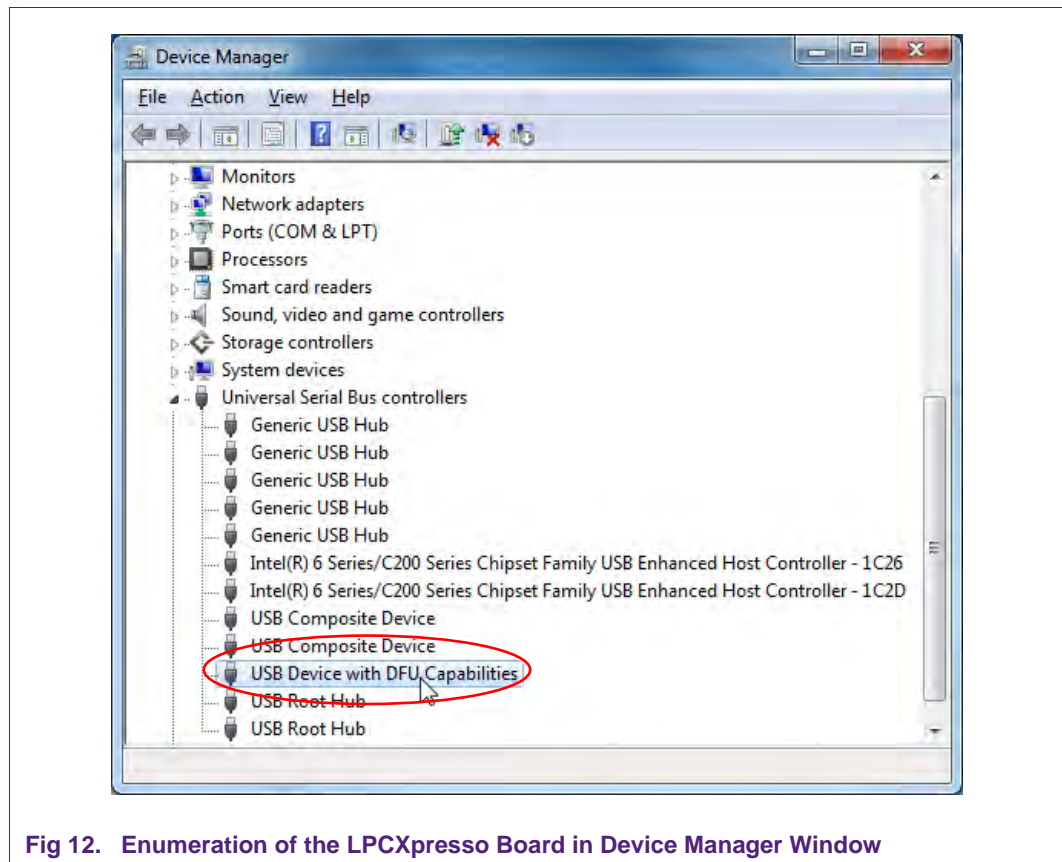 Device Manager
File Action View Help
Monitors
Network adapters
Ports (COM & LPT)
Processors
Smart card readers
Sound, video and game controllers
Storage controllers
System devices
Universal Serial Bus controllers
Generic USB Hub
Generic USB Hub
Generic USB Hub
Generic USB Hub
Generic USB Hub
Intel(R) 6 Series/C200 Series Chipset Family USB Enhanced Host Controller - 1C26
Intel(R) 6 Series/C200 Series Chipset Family USB Enhanced Host Controller - 1C2D
USB Composite Device
USB Composite Device
USB Device with DFU Capabilities
USB Root Hub
USB Root Hub
Fig 12. Enumeration of the LPCXpresso Board in Device Manager Window